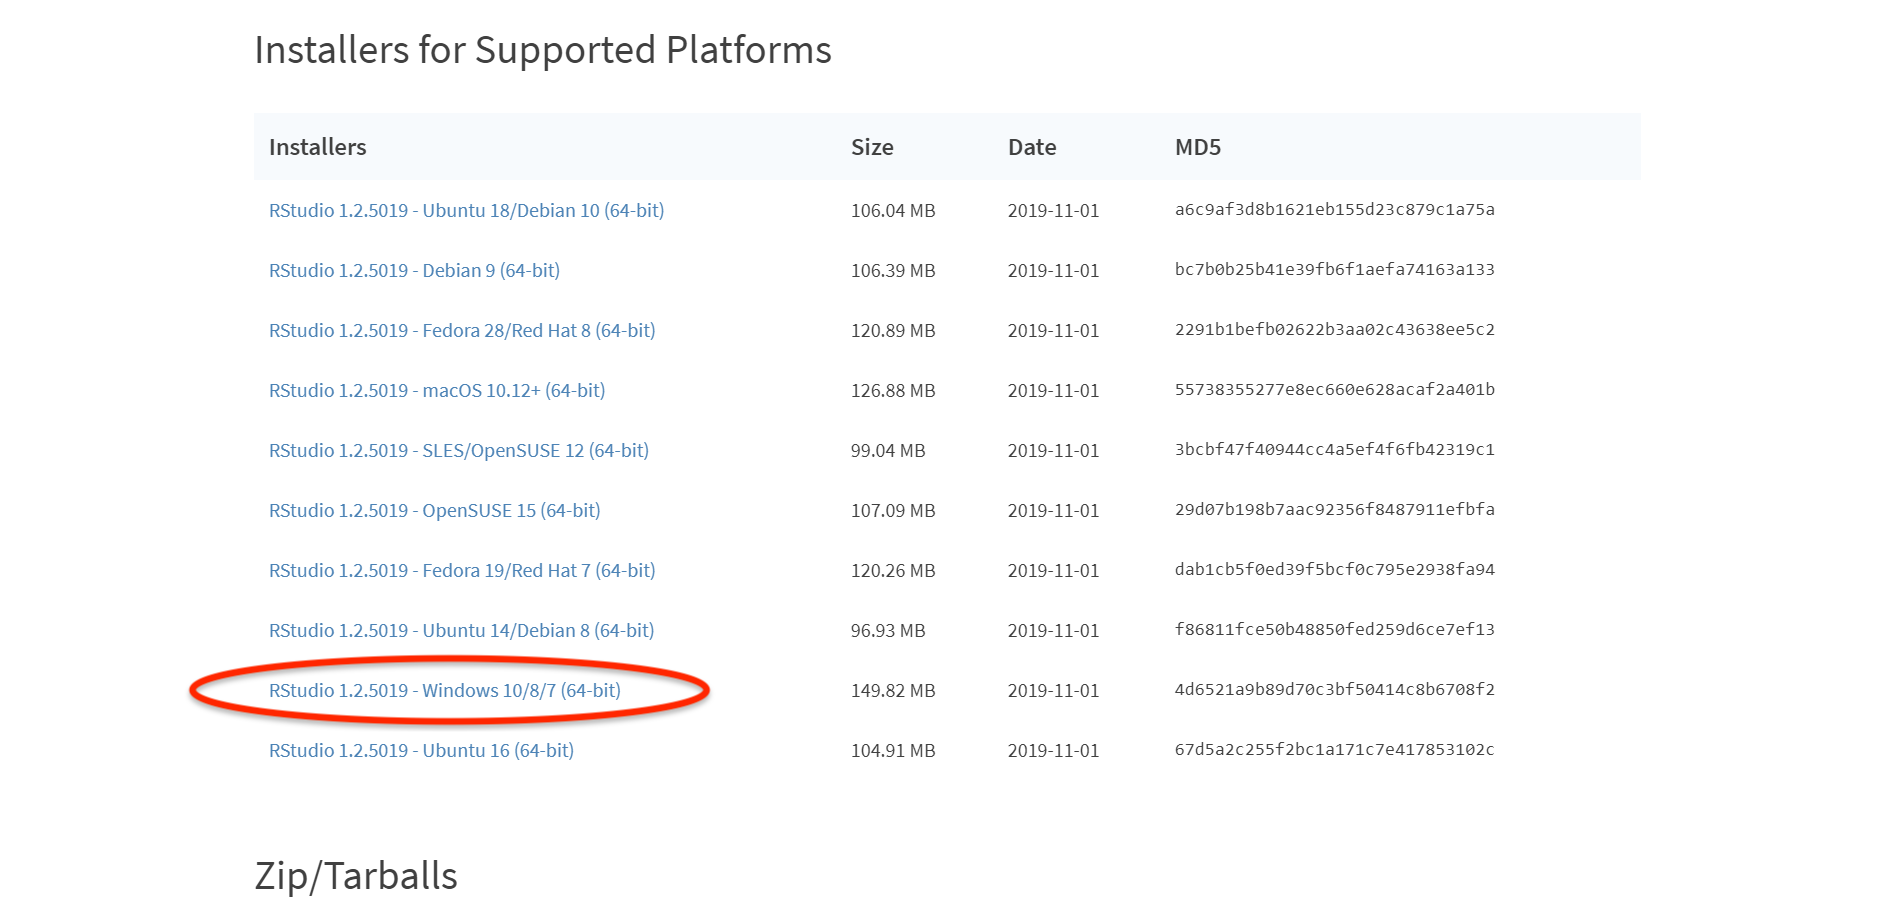 Installers for Supported Platforms
Installers Size Date MD5
RStudio 1.2.5019 - Ubuntu 18/Debian 10 (64-bit) 106.04 MB 2019-11-01 a6c9af3d8b1621eb155d23c879c1a75a
RStudio 1.2.5019 - Debian 9 (64-bit) 106.39 MB 2019-11-01 bc7b0b25b41e39fb6f1aefa74163a133
RStudio 1.2.5019 - Fedora 28/Red Hat 8 (64-bit) 120.89 MB 2019-11-01 2291b1befb02622b3aa02c43638ee5c2
RStudio 1.2.5019 - macOS 10.12+ (64-bit) 126.88 MB 2019-11-01 55738355277e8ec660e628acaf2a401b
RStudio 1.2.5019 - SLES/OpenSUSE 12 (64-bit) 99.04 MB 2019-11-01 3bcbf47f40944cc4a5ef4f6fb42319c1
RStudio 1.2.5019 - OpenSUSE 15 (64-bit) 107.09 MB 2019-11-01 29d07b198b7aac92356f8487911efbfa
RStudio 1.2.5019 - Fedora 19/Red Hat 7 (64-bit) 120.26 MB 2019-11-01 dab1cb5f0ed39f5bcf0c795e2938fa94
RStudio 1.2.5019 - Ubuntu 14/Debian 8 (64-bit) 96.93 MB 2019-11-01 f86811fce50b48850fed259d6ce7ef13
RStudio 1.2.5019 - Windows 10/8/7 (64-bit) 149.82 MB 2019-11-01 4d6521a9b89d70c3bf50414c8b6708f2
RStudio 1.2.5019 - Ubuntu 16 (64-bit) 104.91 MB 2019-11-01 67d5a2c255f2bc1a171c7e417853102c
Zip/Tarballs